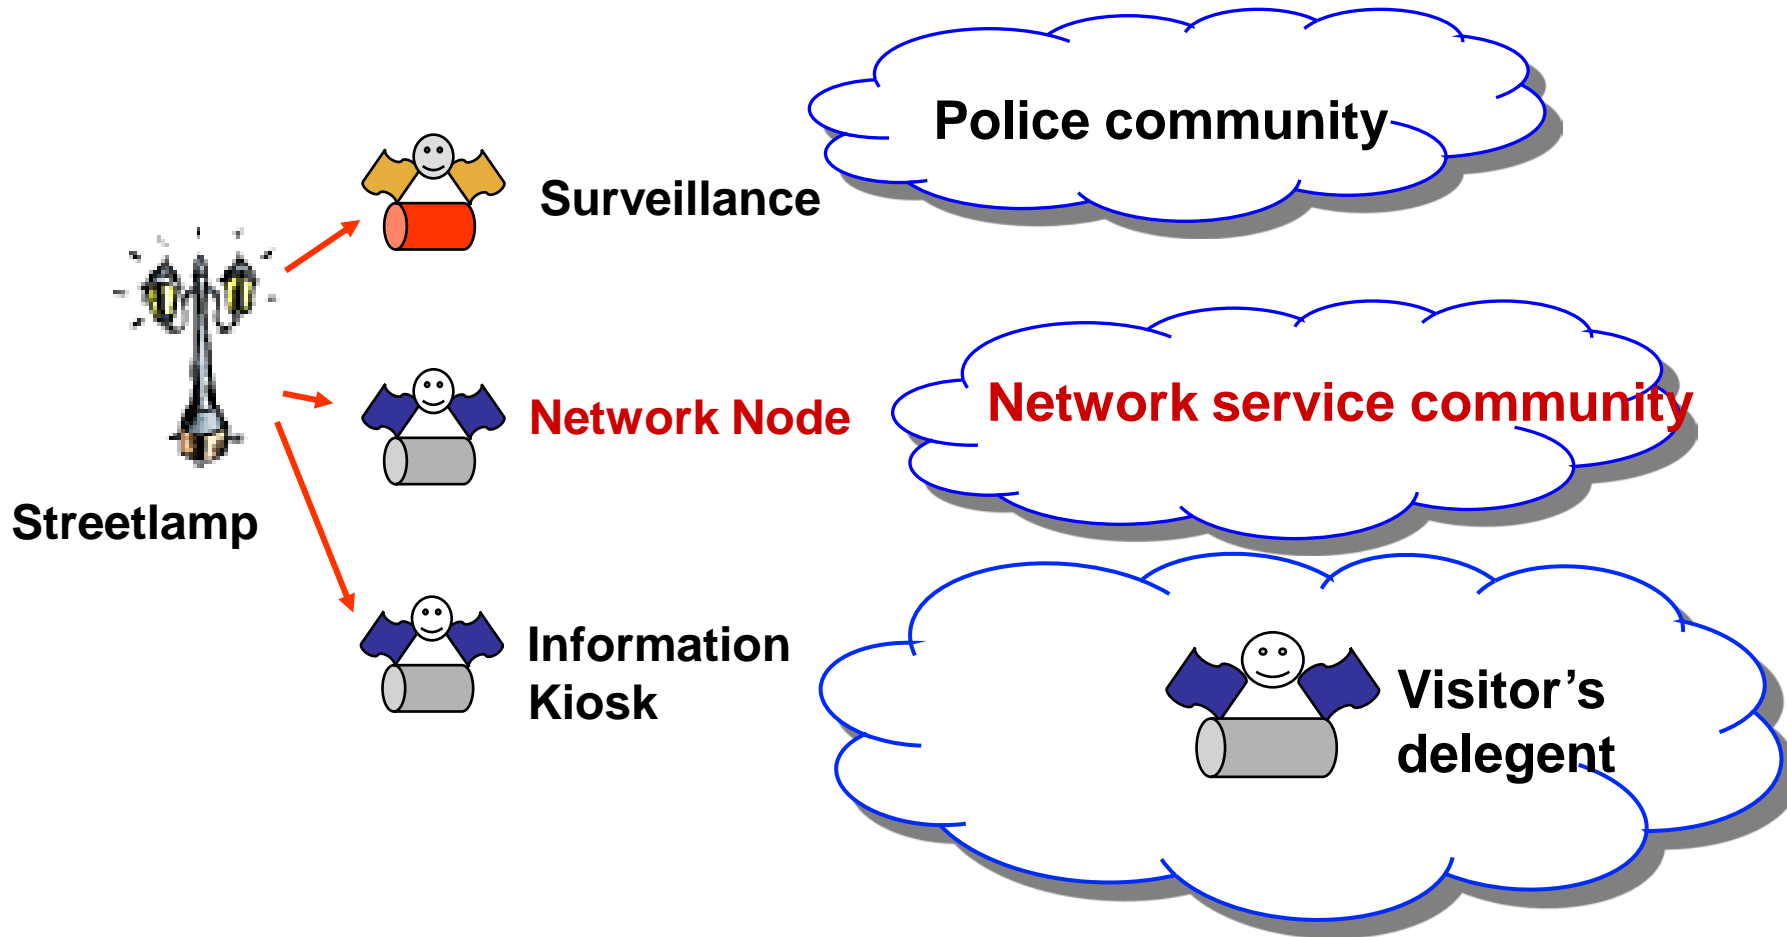 Police community
Surveillance
Network Node
Network service community
Streetlamp
Information
Kiosk
Visitor’s
delegent